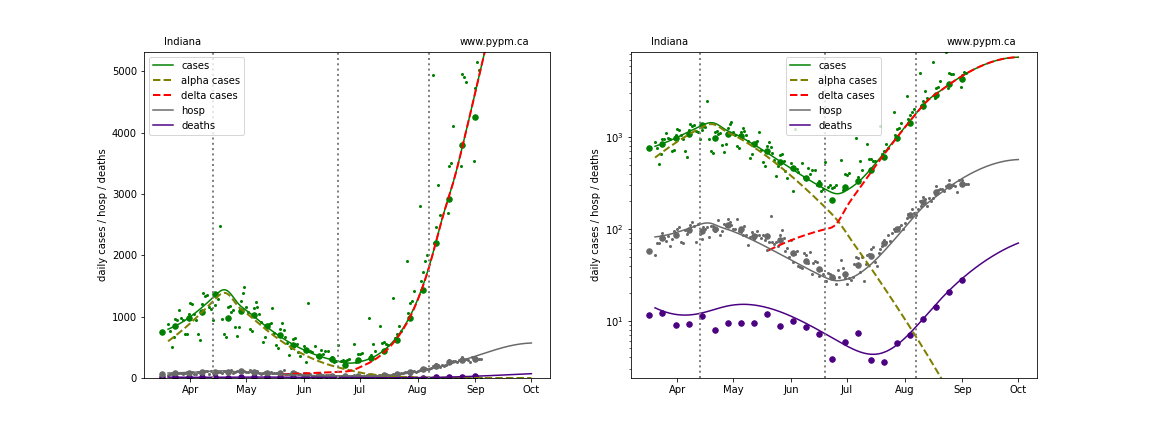 Indiana www.pypm.ca
cases
alpha cases
delta cases
hosp
deaths
daily cases / hosp / deaths
5000
4000
3000
2000
1000
0
Apr May Jun Jul Aug Sep Oct
Indiana www.pypm.ca
cases
alpha cases
delta cases
hosp
deaths
daily cases / hosp / deaths
10³
10²
10¹
Apr May Jun Jul Aug Sep Oct